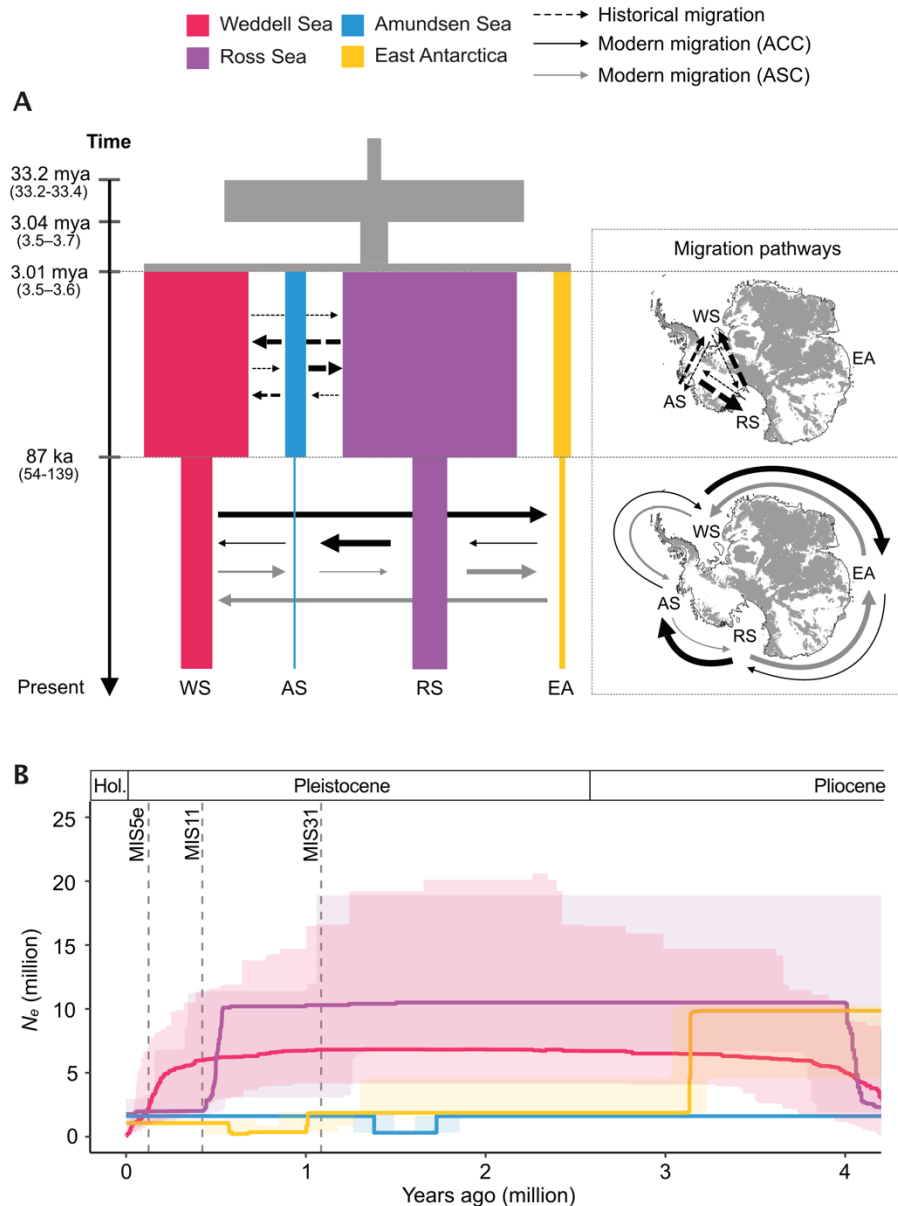 Weddell Sea
Amundsen Sea
Ross Sea
East Antarctica
Historical migration
Modern migration (ACC)
Modern migration (ASC)
A
Time
33.2 mya
(33.2-33.4)
3.04 mya
(3.5–3.7)
3.01 mya
(3.5–3.6)
87 ka
(54-139)
Present
WS
AS
RS
EA
Migration pathways
WS
EA
AS
RS
WS
EA
AS
RS
B
Hol.
Pleistocene
Pliocene
MIS5e
MIS11
MIS31
25
20
15
10
5
0
Ne (million)
0
1
2
3
4
Years ago (million)